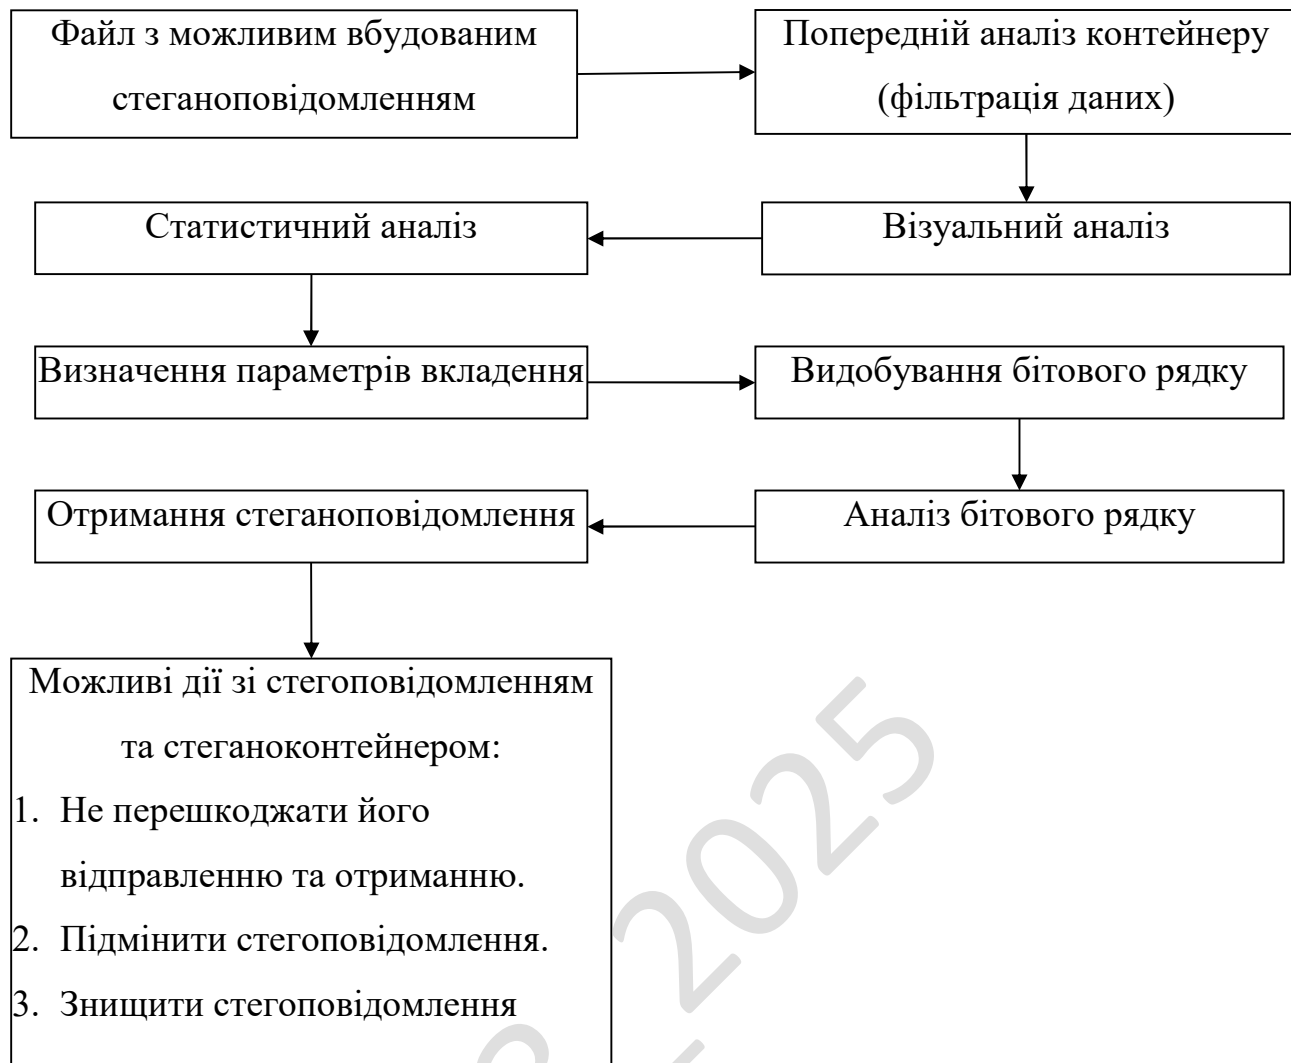 Файл з можливим вбудованим
стеганоповідомленням
Попередній аналіз контейнеру
(фільтрація даних)
Візуальний аналіз
Статистичний аналіз
Визначення параметрів вкладення
Видобування бітового рядку
Аналіз бітового рядку
Отримання стеганоповідомлення
Можливі дії зі стегоповідомленням
та стеганоконтейнером:
1. Не перешкоджати його
відправленню та отриманню.
2. Підмінити стегоповідомлення.
3. Знищити стегоповідомлення
2025